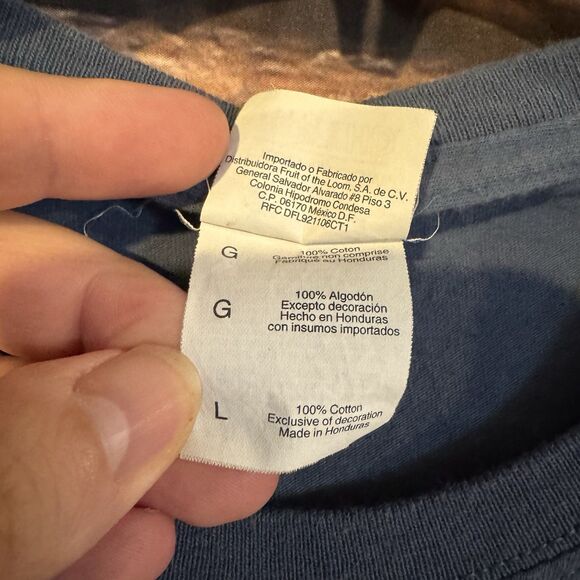 Importado o Fabricado por
Distribuidora Fruit of the Loom, S.A. de C.V.
General Salvador Alvarado #8 Piso 3
Colonia Hipodromo Condesa
C.P. 06170 México D.F.
RFC DFL921106CT1
G
100% Coton
Garniture non comprise
Fabriqué au Honduras
G
100% Algodón
Excepto decoración
Hecho en Honduras
con insumos importados
L
100% Cotton
Exclusive of decoration
Made in Honduras